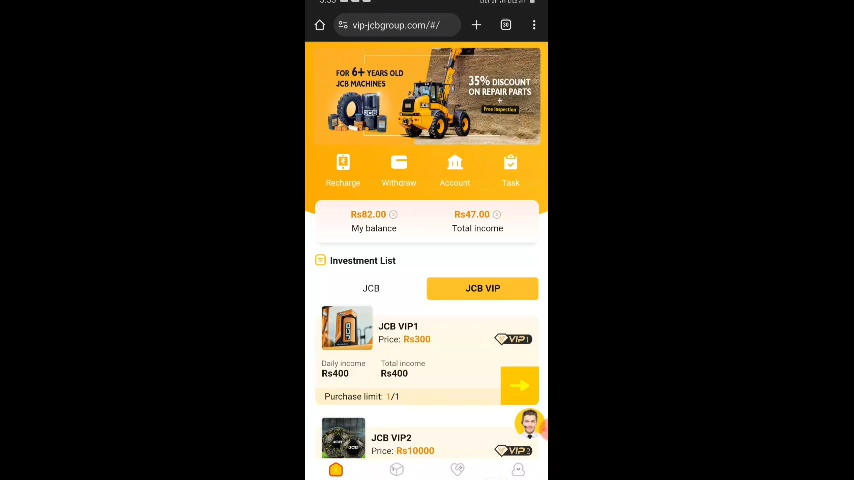 vip-jcbgroup.com/#/
30
FOR 6+ YEARS OLD
JCB MACHINES
35% DISCOUNT
ON REPAIR PARTS
+
Free Inspection
Recharge
Withdraw
Account
Task
Rs82.00
Rs47.00
My balance
Total income
Investment List
JCB
JCB VIP
JCB VIP1
Price: Rs300
VIP1
Daily income
Total income
Rs400
Rs400
Purchase limit: 1/1
JCB VIP2
Price: Rs10000
VIP2